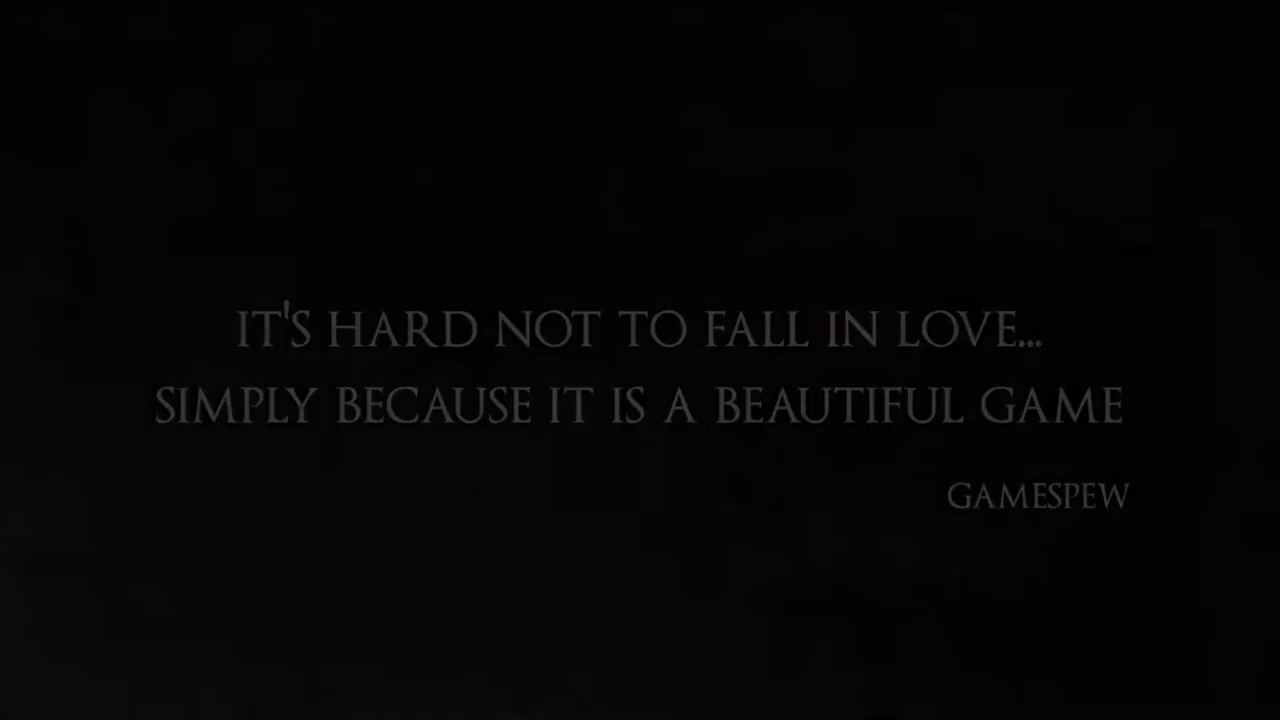 IT'S HARD NOT TO FALL IN LOVE...
SIMPLY BECAUSE IT IS A BEAUTIFUL GAME
GAMESPEW